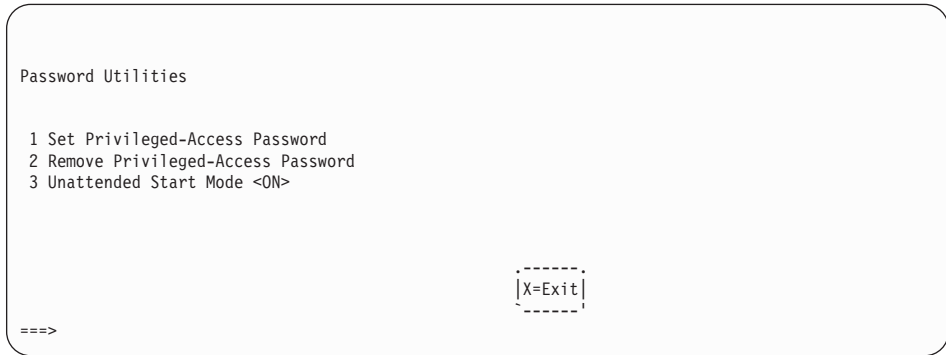 Password Utilities
1 Set Privileged-Access Password
2 Remove Privileged-Access Password
3 Unattended Start Mode <ON>
.------.
|X=Exit|
`------'
===>